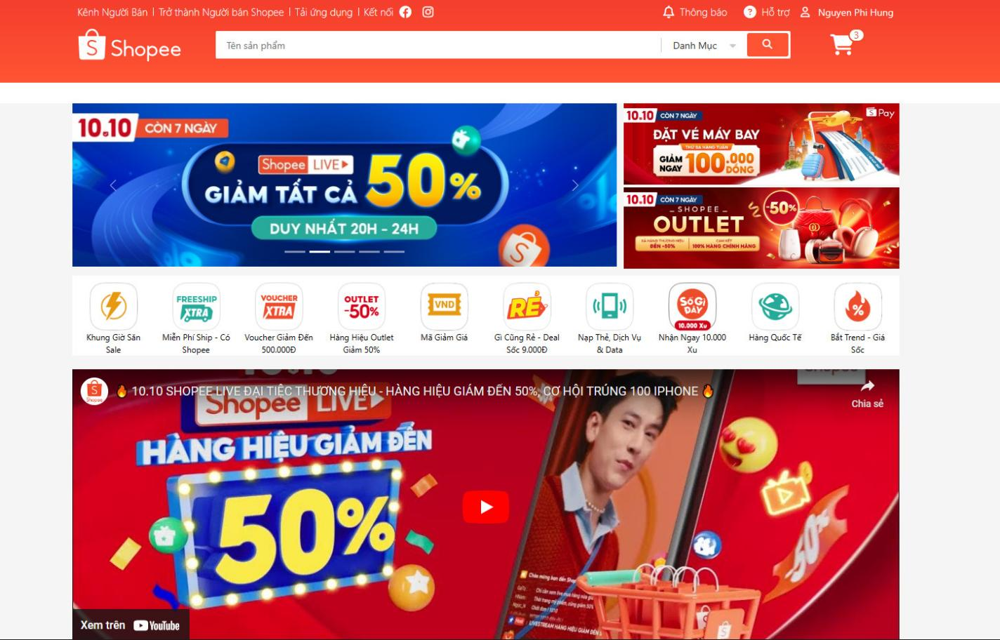 Kênh Người Bán | Trở thành Người bán Shopee | Tải ứng dụng | Kết nối
Thông báo
Hỗ trợ
Nguyen Phi Hung
Shopee
Tên sản phẩm
Danh Mục
3
10.10 CÒN 7 NGÀY
Shopee LIVE
GIẢM TẤT CẢ 50%
DUY NHẤT 20H - 24H
10.10 CÒN 7 NGÀY
S Pay
ĐẶT VÉ MÁY BAY
THỨ BA HÀNG TUẦN
GIẢM NGAY 100.000 ĐỒNG
10.10 CÒN 7 NGÀY
SHOPEE
OUTLET
-50%
XẢ HÀNG THƯƠNG HIỆU
ĐẾN -50%
CAM KẾT
100% HÀNG CHÍNH HÃNG
Khung Giờ Săn
Sale
FREESHIP
XTRA
Miễn Phí Ship - Có
Shopee
VOUCHER
XTRA
Voucher Giảm Đến
500.000Đ
OUTLET
-50%
Hàng Hiệu Outlet
Giảm 50%
VND
Mã Giảm Giá
RẺ
Gì Cũng Rẻ - Deal
Sốc 9.000Đ
Nạp Thẻ, Dịch Vụ
& Data
Số Gì
Đây
10.000 Xu
Nhận Ngay 10.000
Xu
Hàng Quốc Tế
%
Bắt Trend - Giá
Sốc
10.10 SHOPEE LIVE ĐẠI TIỆC THƯƠNG HIỆU - HÀNG HIỆU GIẢM ĐẾN 50%, CƠ HỘI TRÚNG 100 IPHONE
Chia sẻ
Shopee LIVE
HÀNG HIỆU GIẢM ĐẾN
50%
50%
Xem trên YouTube